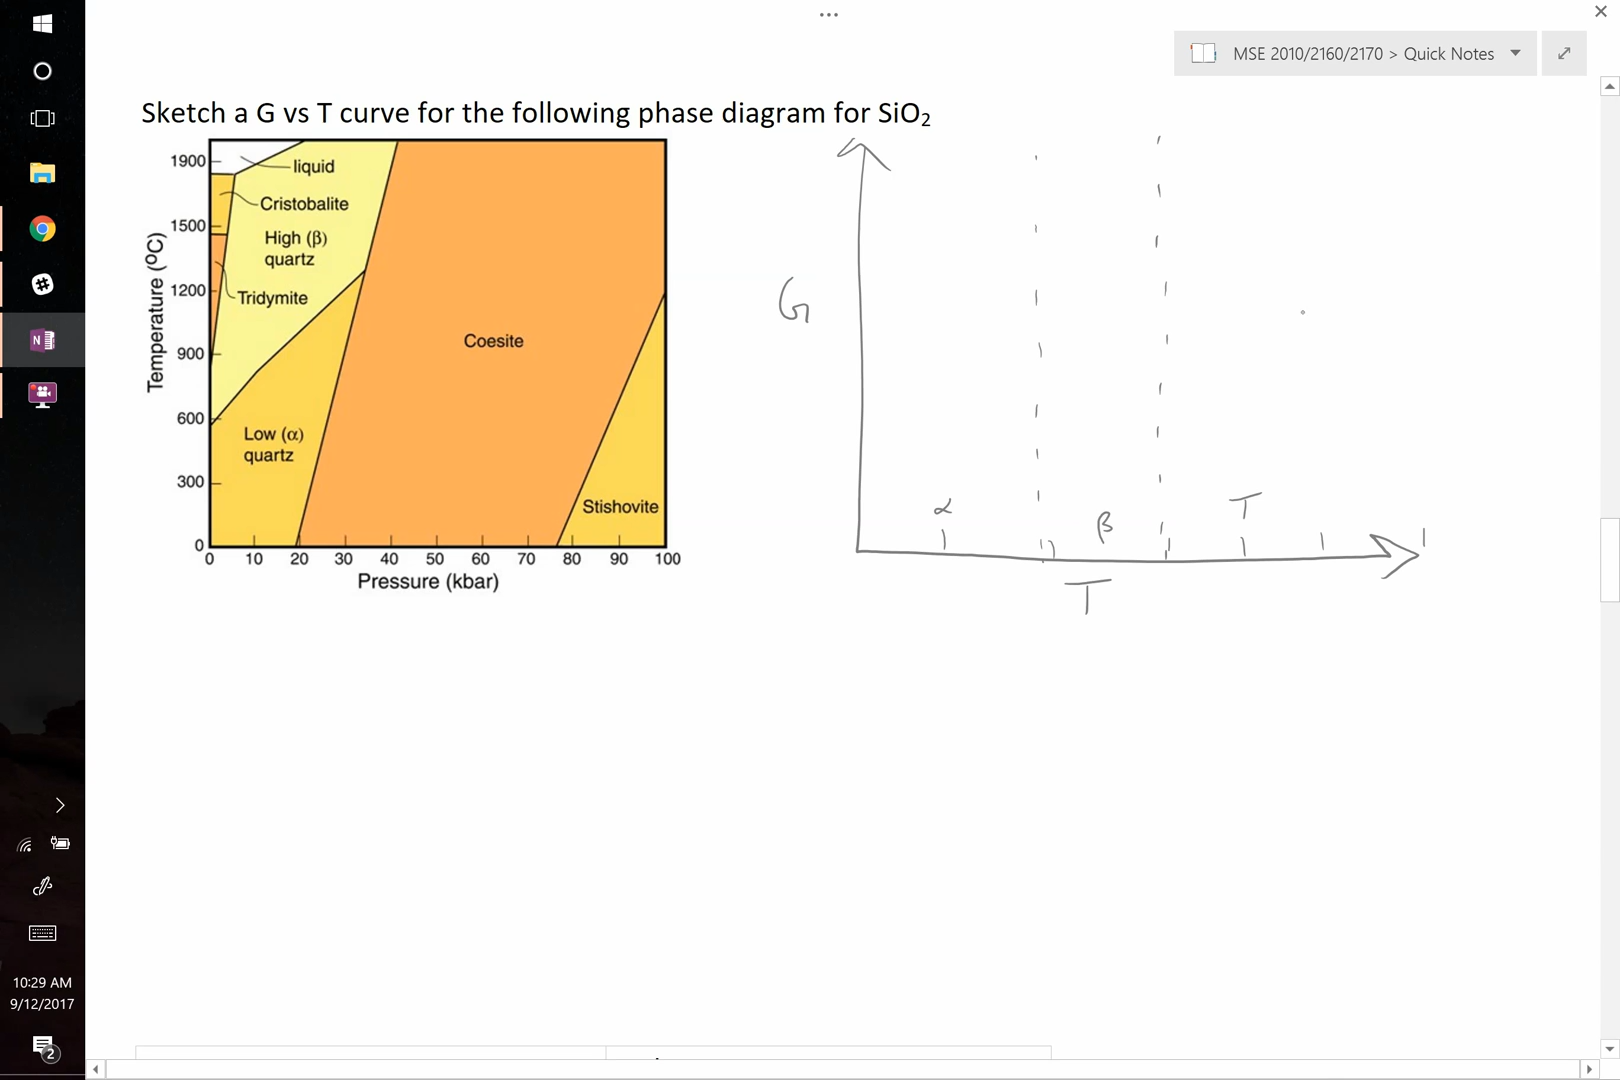 MSE 2010/2160/2170 > Quick Notes
Sketch a G vs T curve for the following phase diagram for SiO₂
1900
1500
1200
900
600
300
0
Temperature (ºC)
liquid
Cristobalite
High (β)
quartz
Tridymite
Coesite
Low (α)
quartz
Stishovite
0 10 20 30 40 50 60 70 80 90 100
Pressure (kbar)
G
α
β
T
T
10:29 AM
9/12/2017
2